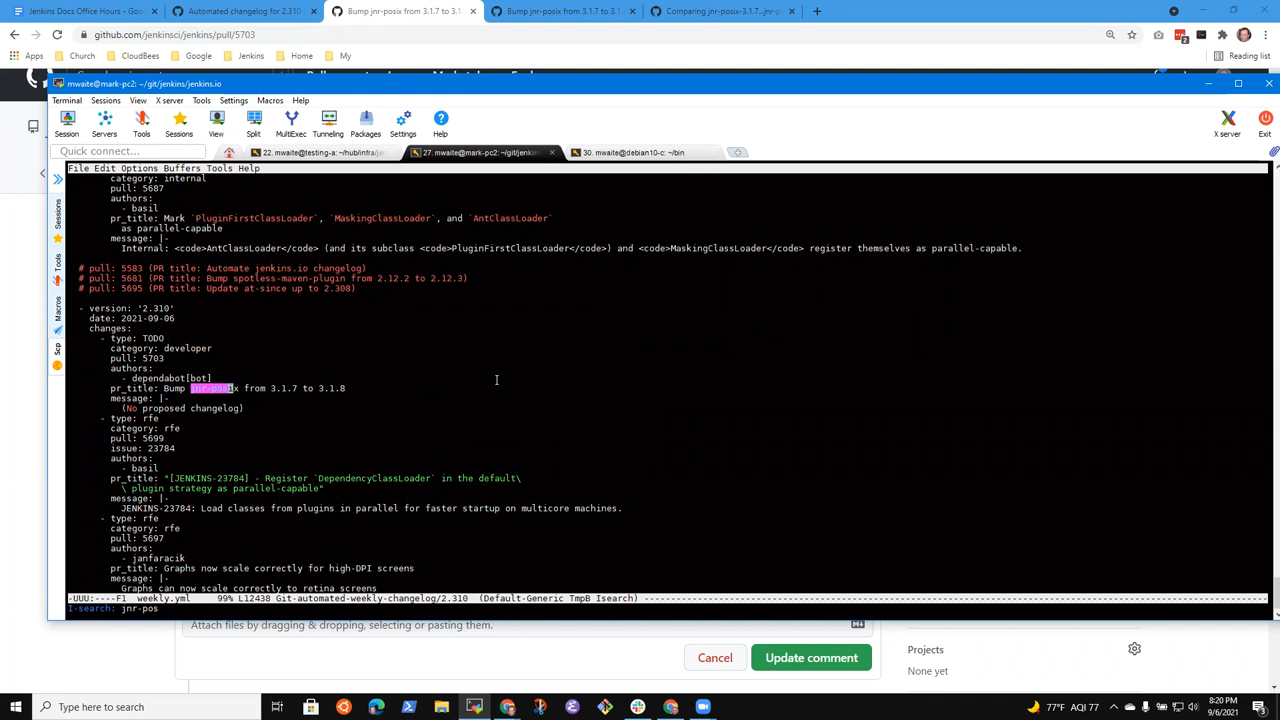 Jenkins Docs Office Hours - Goo
Automated changelog for 2.310
Bump jnr-posix from 3.1.7 to 3.1.
Bump jnr-posix from 3.1.7 to 3.1
Comparing jnr-posix-3.1.7...jnr-p
github.com/jenkinsci/jenkins/pull/5703
Apps
Church
CloudBees
Google
Jenkins
Home
My
Reading list
mwaite@mark-pc2: ~/git/jenkins/jenkins.io
Terminal Sessions View X server Tools Settings Macros Help
Session Servers Tools Sessions View Split MultiExec Tunneling Packages Settings Help X server Exit
Quick connect...
22. mwaite@testing-a: ~/hub/infra/jen
27. mwaite@mark-pc2: ~/git/jenkins
30. mwaite@debian10-c: ~/bin
Sessions
Tools
Macros
Scp
File Edit Options Buffers Tools Help
category: internal
pull: 5687
authors:
- basil
pr_title: Mark `PluginFirstClassLoader`, `MaskingClassLoader`, and `AntClassLoader`
as parallel-capable
message: |-
Internal: <code>AntClassLoader</code> (and its subclass <code>PluginFirstClassLoader</code>) and <code>MaskingClassLoader</code> register themselves as parallel-capable.
# pull: 5583 (PR title: Automate jenkins.io changelog)
# pull: 5681 (PR title: Bump spotless-maven-plugin from 2.12.2 to 2.12.3)
# pull: 5695 (PR title: Update at-since up to 2.308)
- version: '2.310'
date: 2021-09-06
changes:
- type: TODO
category: developer
pull: 5703
authors:
- dependabot[bot]
pr_title: Bump jnr-posix from 3.1.7 to 3.1.8
message: |-
(No proposed changelog)
- type: rfe
category: rfe
pull: 5699
issue: 23784
authors:
- basil
pr_title: "[JENKINS-23784] - Register `DependencyClassLoader` in the default\
\ plugin strategy as parallel-capable"
message: |-
JENKINS-23784: Load classes from plugins in parallel for faster startup on multicore machines.
- type: rfe
category: rfe
pull: 5697
authors:
- janfaracik
pr_title: Graphs now scale correctly for high-DPI screens
message: |-
Graphs can now scale correctly to retina screens
-UUU:----F1 weekly.yml 99% L12438 Git-automated-weekly-changelog/2.310 (Default-Generic TmpB Isearch)
I-search: jnr-pos
Attach files by dragging & dropping, selecting or pasting them.
Cancel
Update comment
Projects
None yet
Type here to search
77°F AQI 77
8:20 PM
9/6/2021